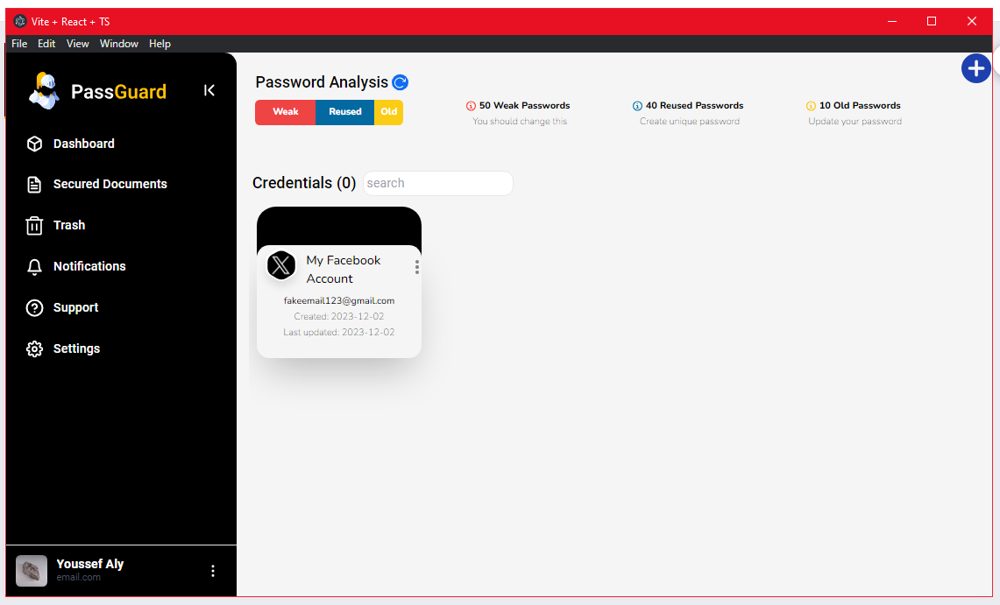 Vite + React + TS
File Edit View Window Help
PassGuard
Dashboard
Secured Documents
Trash
Notifications
Support
Settings
Youssef Aly
email.com
Password Analysis
Weak Reused Old
50 Weak Passwords
You should change this
40 Reused Passwords
Create unique password
10 Old Passwords
Update your password
Credentials (0) search
My Facebook
Account
fakeemail123@gmail.com
Created: 2023-12-02
Last updated: 2023-12-02